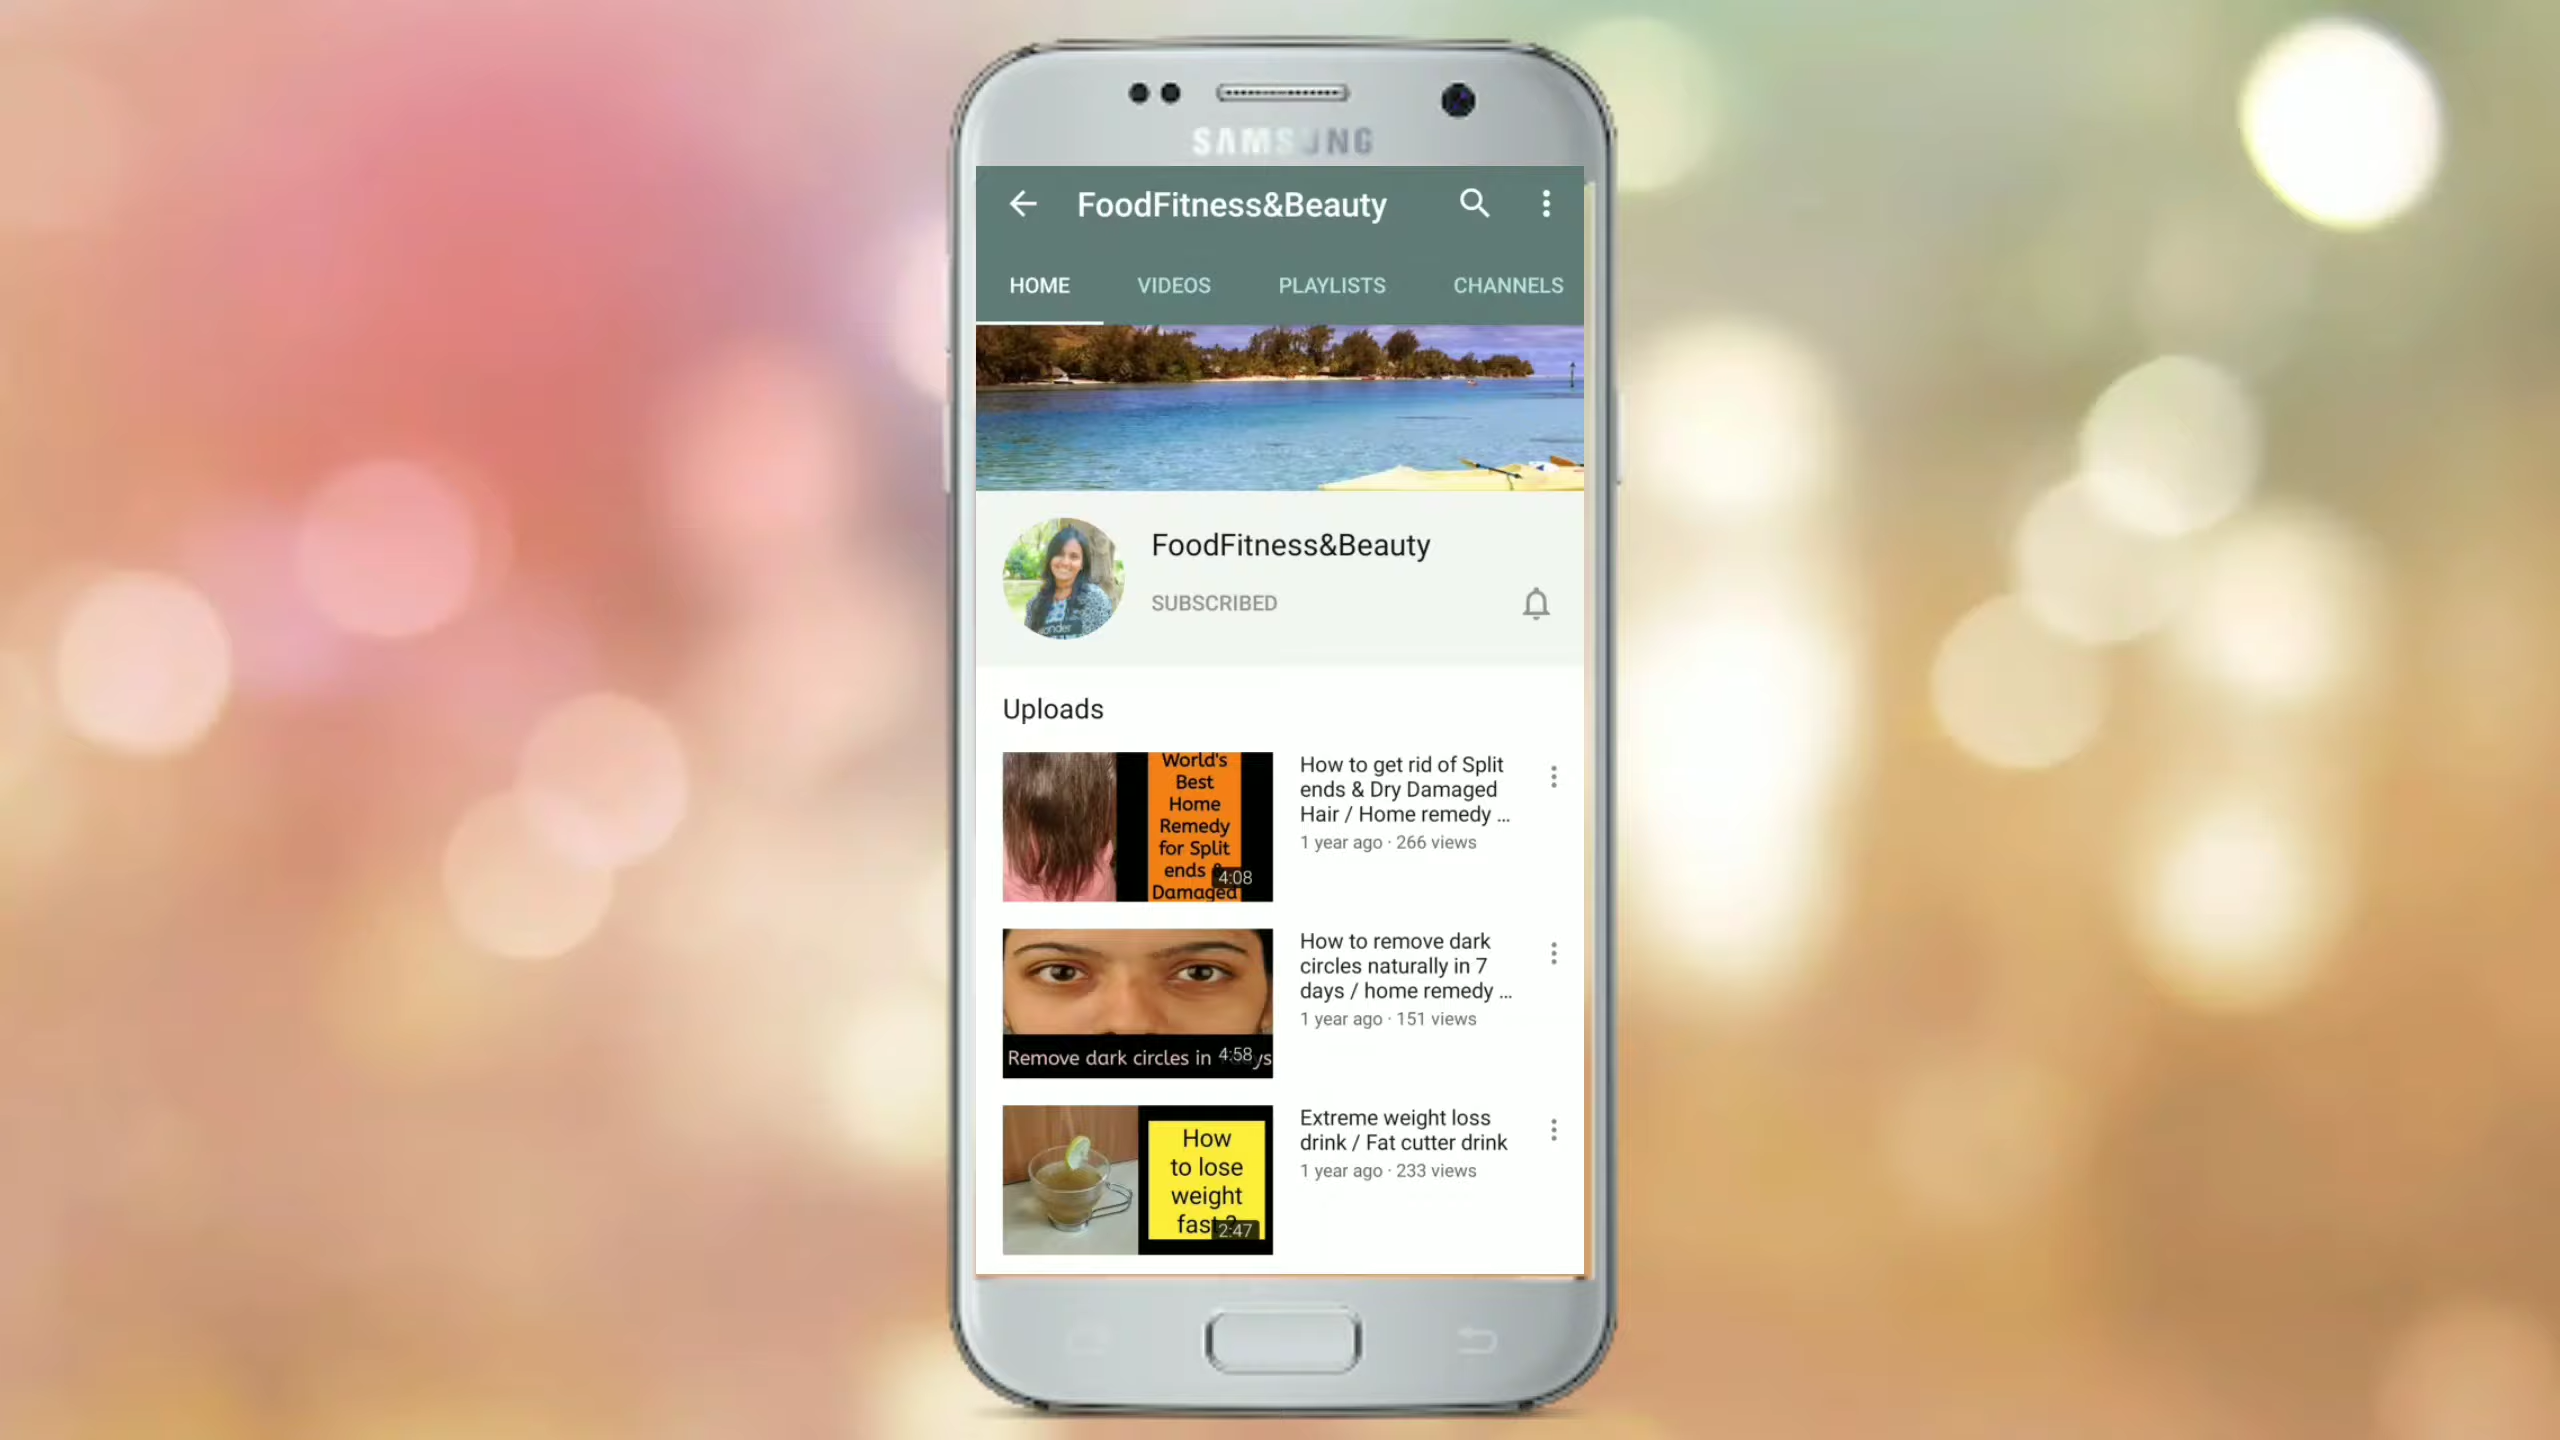 SAMSUNG
FoodFitness&Beauty
HOME VIDEOS PLAYLISTS CHANNELS
FoodFitness&Beauty
SUBSCRIBED
Uploads
World's
Best
Home
Remedy
for Split
ends &
Damaged
4:08
How to get rid of Split
ends & Dry Damaged
Hair / Home remedy ...
1 year ago · 266 views
Remove dark circles in
4:58
How to remove dark
circles naturally in 7
days / home remedy ...
1 year ago · 151 views
How
to lose
weight
fast ?
2:47
Extreme weight loss
drink / Fat cutter drink
1 year ago · 233 views